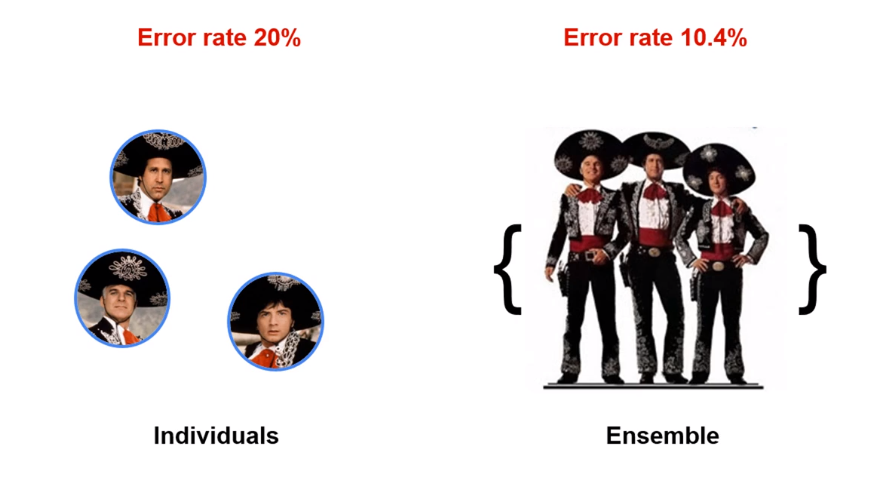 Error rate 20%
Error rate 10.4%
{ }
Individuals
Ensemble